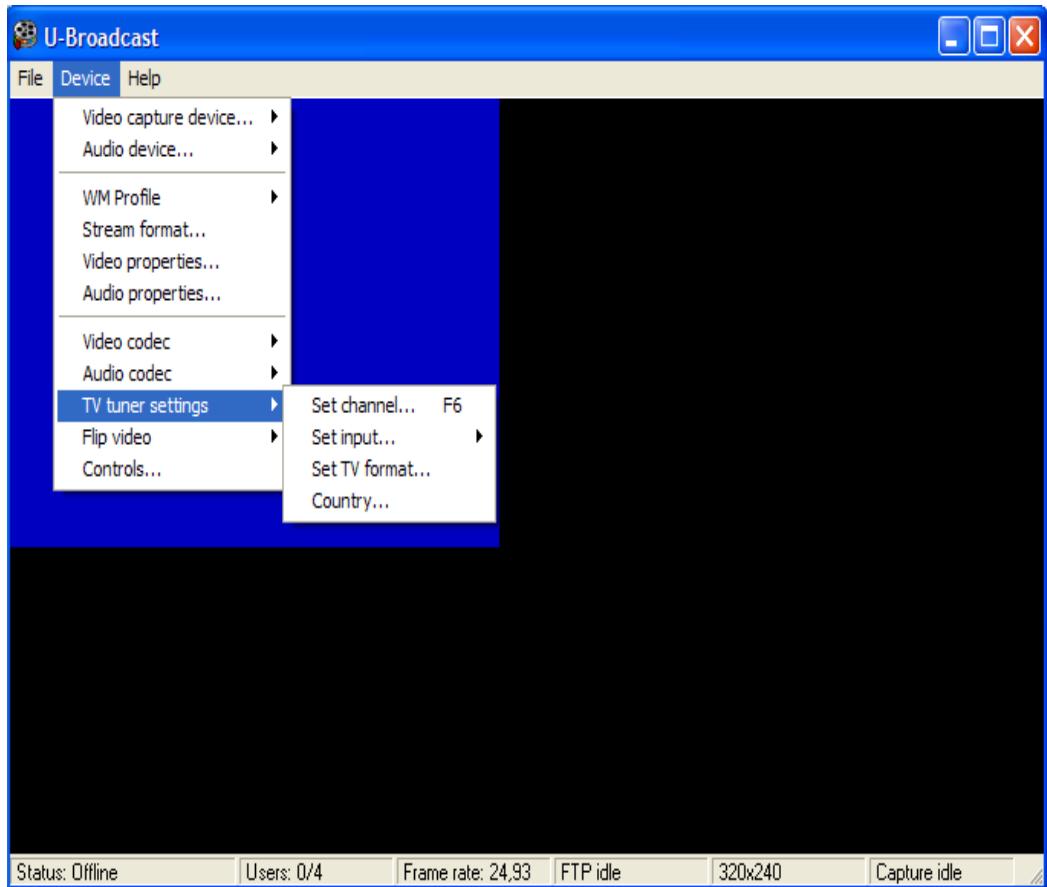 U-Broadcast
File Device Help
Video capture device...
Audio device...
WM Profile
Stream format...
Video properties...
Audio properties...
Video codec
Audio codec
TV tuner settings
Flip video
Controls...
Set channel... F6
Set input...
Set TV format...
Country...
Status: Offline Users: 0/4 Frame rate: 24,93 FTP idle 320x240 Capture idle